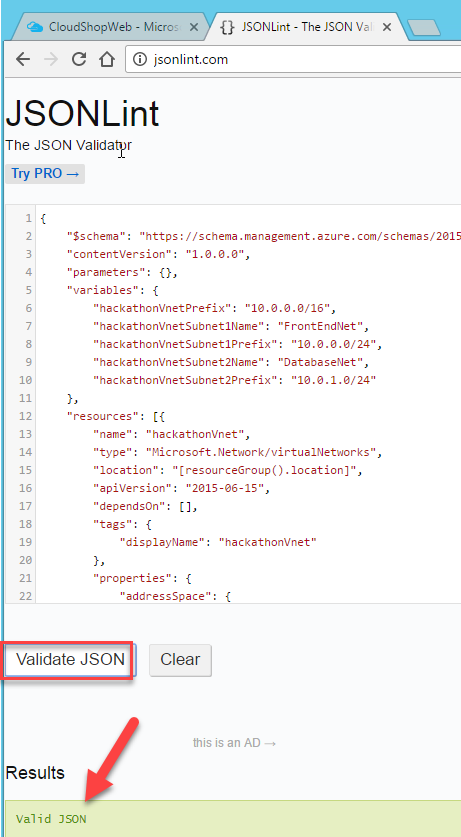 CloudShopWeb - Micros
{} JSONLint - The JSON Val
jsonlint.com
JSONLint
The JSON Validator
Try PRO →
1 {
2 "$schema": "https://schema.management.azure.com/schemas/2015
3 "contentVersion": "1.0.0.0",
4 "parameters": {},
5 "variables": {
6 "hackathonVnetPrefix": "10.0.0.0/16",
7 "hackathonVnetSubnet1Name": "FrontEndNet",
8 "hackathonVnetSubnet1Prefix": "10.0.0.0/24",
9 "hackathonVnetSubnet2Name": "DatabaseNet",
10 "hackathonVnetSubnet2Prefix": "10.0.1.0/24"
11 },
12 "resources": [{
13 "name": "hackathonVnet",
14 "type": "Microsoft.Network/virtualNetworks",
15 "location": "[resourceGroup().location]",
16 "apiVersion": "2015-06-15",
17 "dependsOn": [],
18 "tags": {
19 "displayName": "hackathonVnet"
20 },
21 "properties": {
22 "addressSpace": {
Validate JSON Clear
this is an AD →
Results
Valid JSON